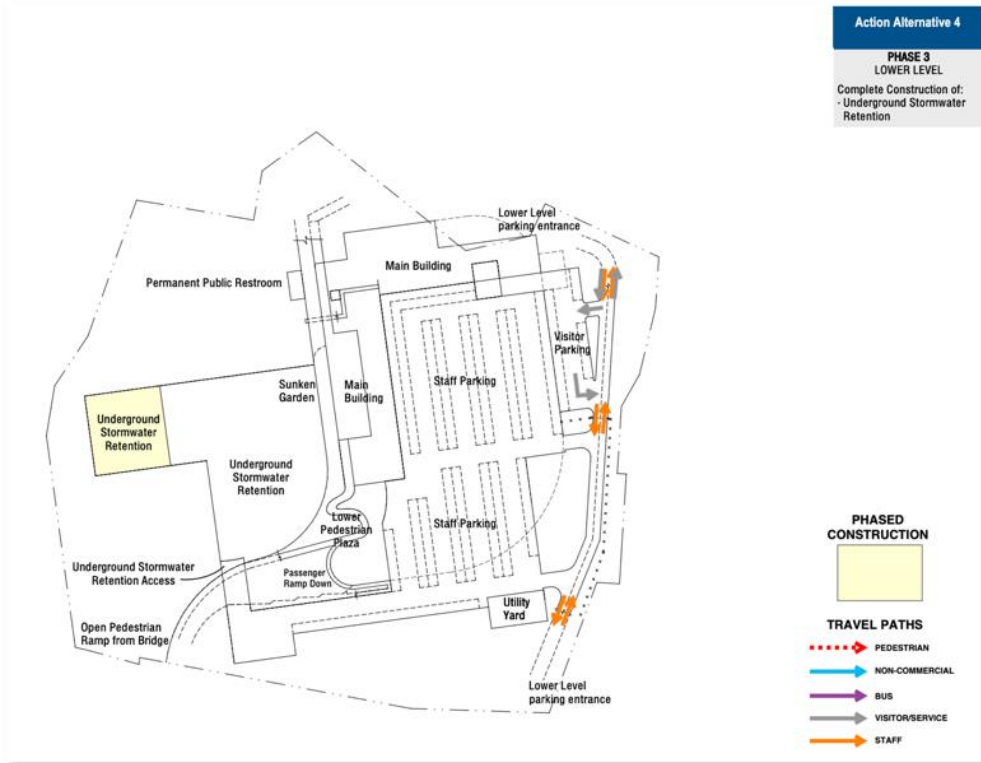 Action Alternative 4
PHASE 3
LOWER LEVEL
Complete Construction of:
- Underground Stormwater
Retention
Lower Level
parking entrance
Main Building
Permanent Public Restroom
Visitor
Parking
Sunken
Garden
Main
Building
Staff Parking
Underground
Stormwater
Retention
Underground
Stormwater
Retention
Lower
Pedestrian
Plaza
Staff Parking
Underground Stormwater
Retention Access
Passenger
Ramp Down
Utility
Yard
Open Pedestrian
Ramp from Bridge
Lower Level
parking entrance
PHASED
CONSTRUCTION
TRAVEL PATHS
PEDESTRIAN
NON-COMMERCIAL
BUS
VISITOR/SERVICE
STAFF